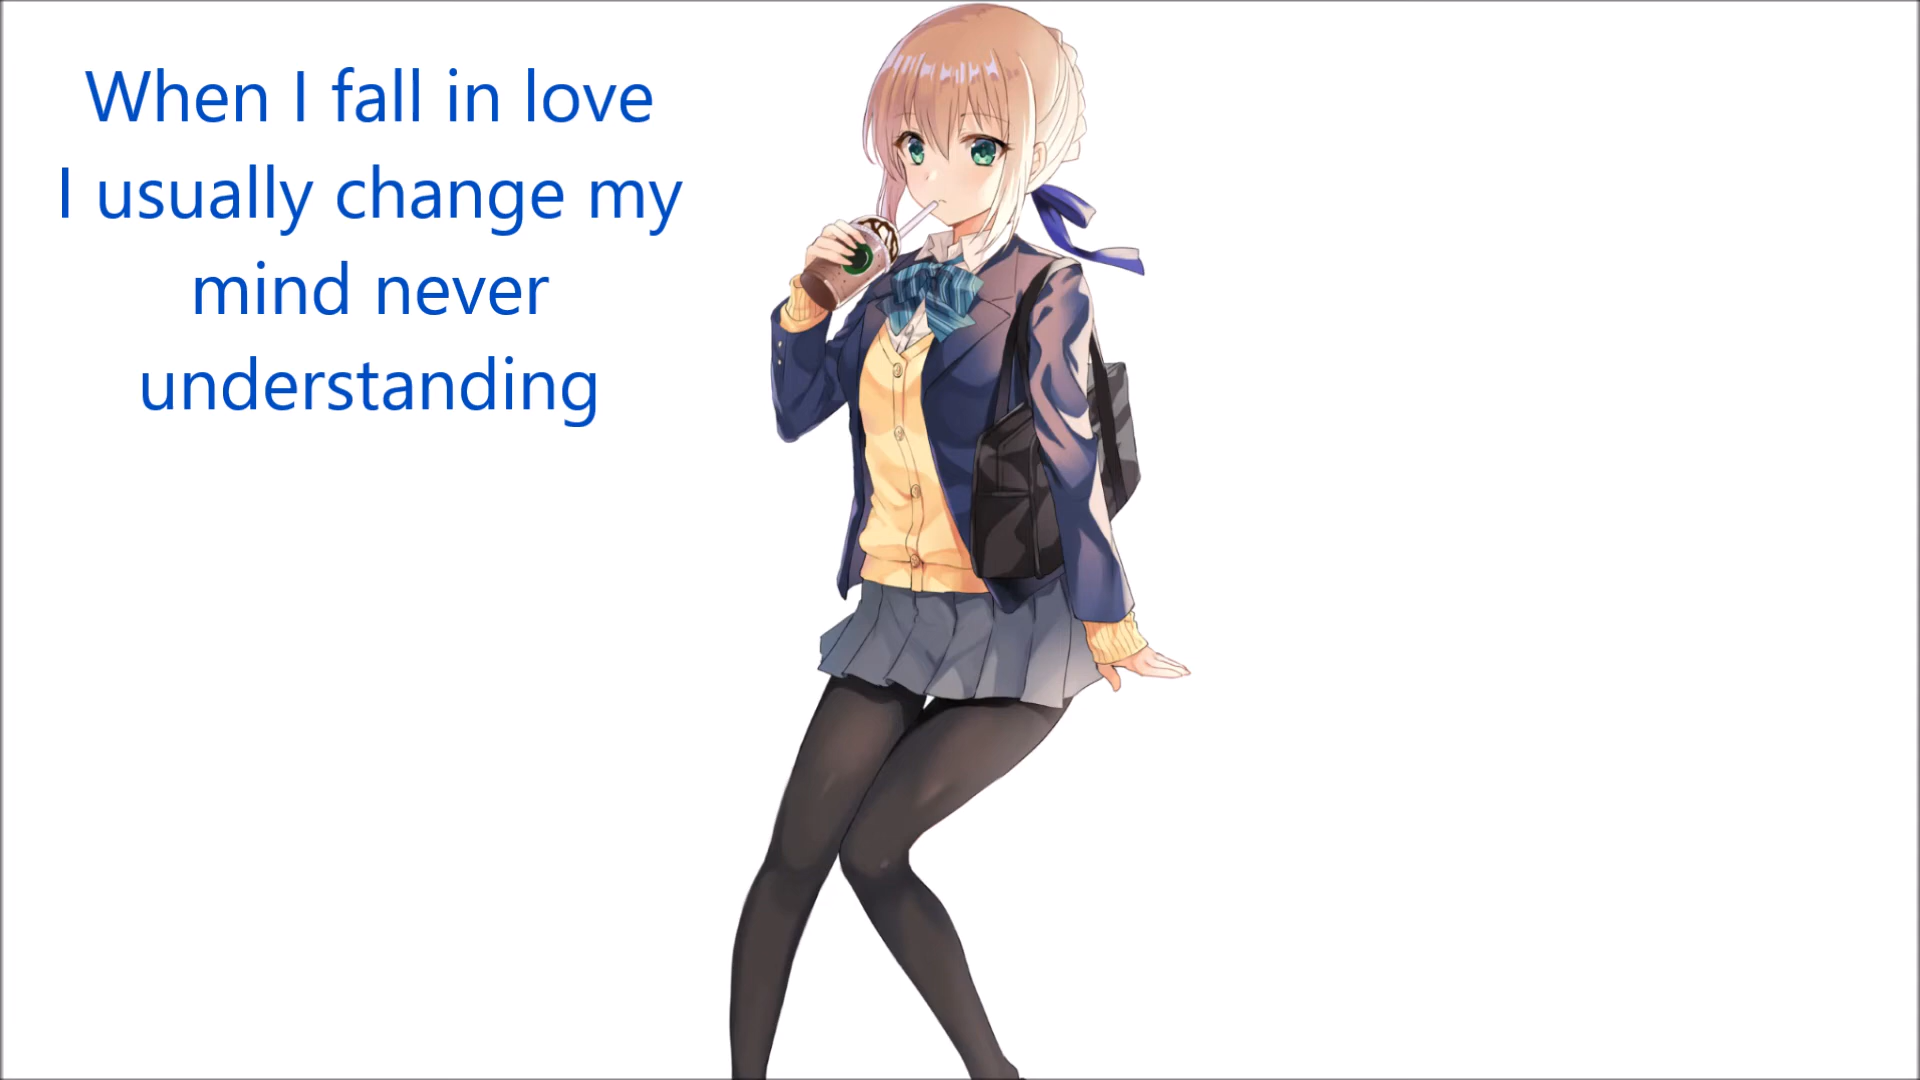 When I fall in love
I usually change my
mind never
understanding